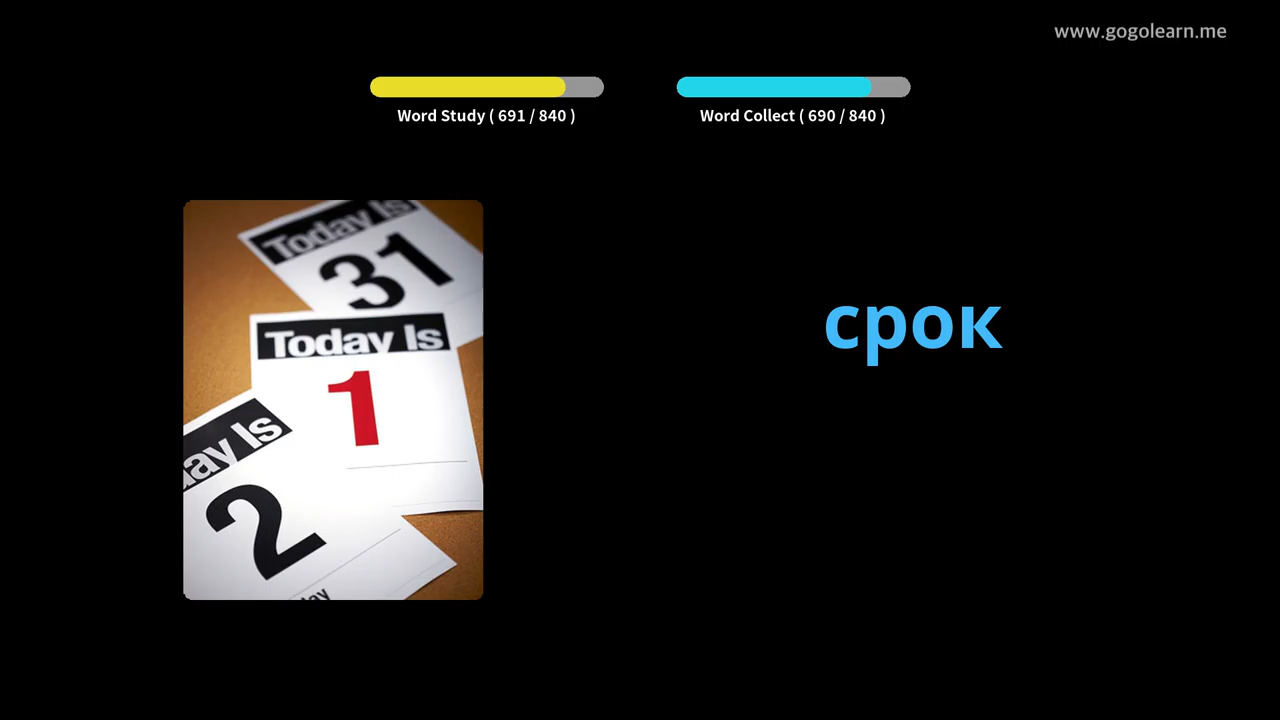 www.gogolearn.me
Word Study ( 691 / 840 )
Word Collect ( 690 / 840 )
Today Is
31
Today Is
1
ay Is
2
срок